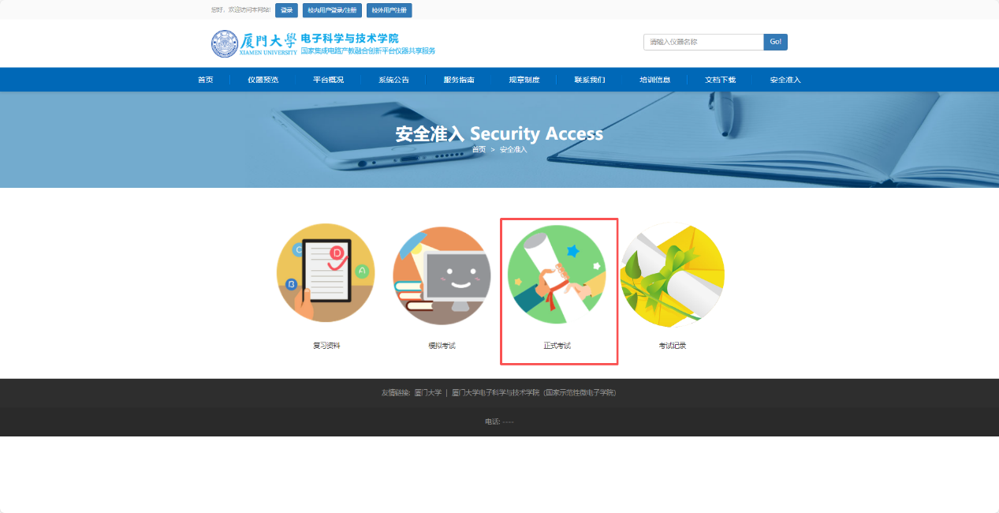 您好，欢迎访问本网站! 登录 校内用户登录/注册 校外用户注册
厦門大學 电子科学与技术学院
XIAMEN UNIVERSITY 国家集成电路产教融合创新平台仪器共享服务
请输入仪器名称 Go!
首页 仪器预览 平台概况 系统公告 服务指南 规章制度 联系我们 培训信息 文档下载 安全准入
安全准入 Security Access
首页 > 安全准入
C D A B
复习资料 模拟考试 正式考试 考试记录
友情链接: 厦门大学 | 厦门大学电子科学与技术学院（国家示范性微电子学院）
电话: ----